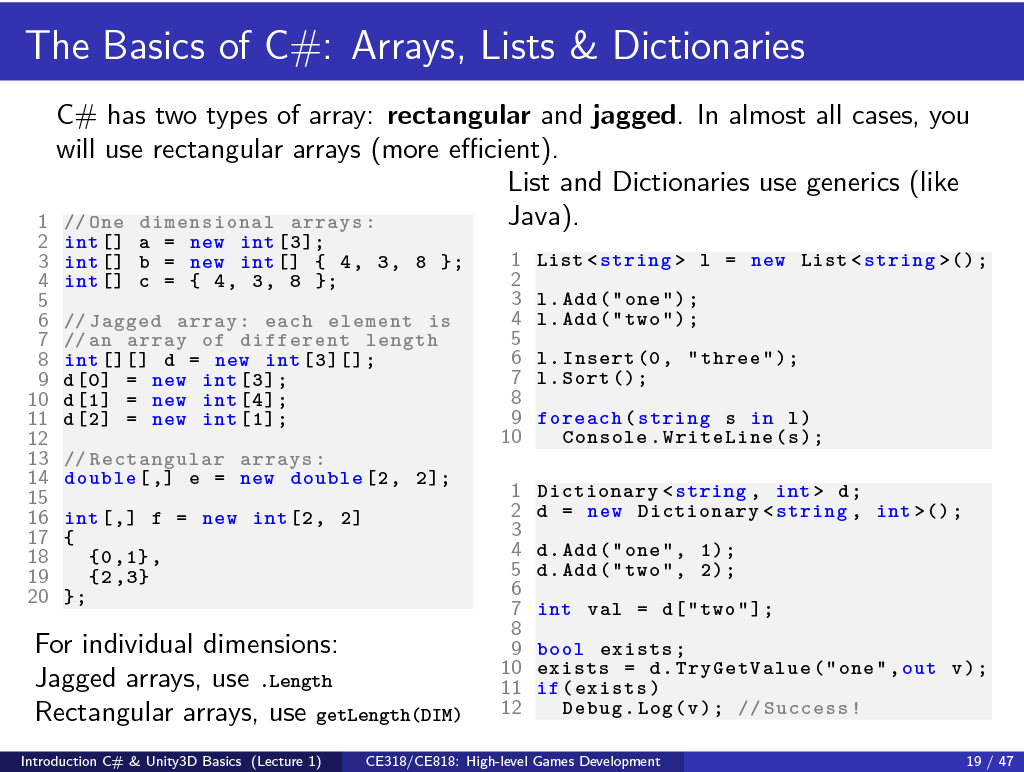 The Basics of C#: Arrays, Lists & Dictionaries
C# has two types of array: rectangular and jagged. In almost all cases, you
will use rectangular arrays (more efficient).
1 //One dimensional arrays:
2 int[] a = new int[3];
3 int[] b = new int[] { 4, 3, 8 };
4 int[] c = { 4, 3, 8 };
5
6 //Jagged array: each element is
7 //an array of different length
8 int[][] d = new int[3][];
9 d[0] = new int[3];
10 d[1] = new int[4];
11 d[2] = new int[1];
12
13 //Rectangular arrays:
14 double[,] e = new double[2, 2];
15
16 int[,] f = new int[2, 2]
17 {
18   {0,1},
19   {2,3}
20 };
For individual dimensions:
Jagged arrays, use .Length
Rectangular arrays, use getLength(DIM)
List and Dictionaries use generics (like
Java).
1 List<string> l = new List<string>();
2
3 l.Add("one");
4 l.Add("two");
5
6 l.Insert(0, "three");
7 l.Sort();
8
9 foreach(string s in l)
10   Console.WriteLine(s);
1 Dictionary<string, int> d;
2 d = new Dictionary<string, int>();
3
4 d.Add("one", 1);
5 d.Add("two", 2);
6
7 int val = d["two"];
8
9 bool exists;
10 exists = d.TryGetValue("one",out v);
11 if(exists)
12   Debug.Log(v); //Success!
Introduction C# & Unity3D Basics (Lecture 1)
CE318/CE818: High-level Games Development
19 / 47